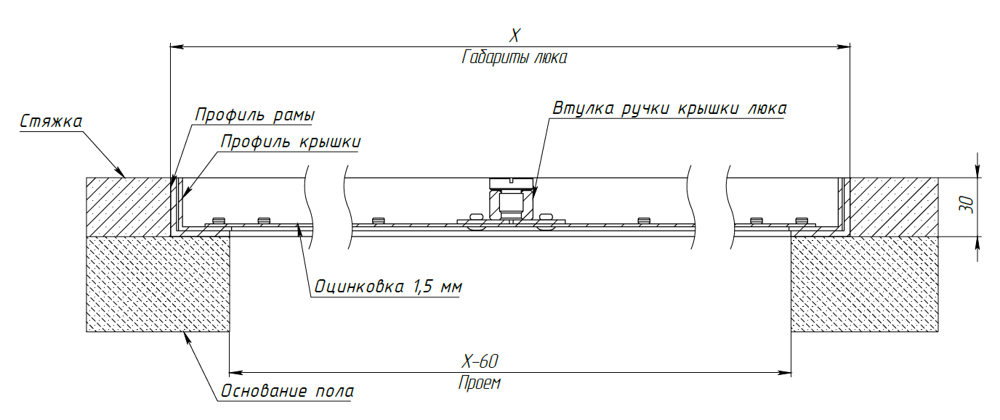 X
Габариты люка
Втулка ручки крышки люка
Профиль рамы
Стяжка
Профиль крышки
30
Оцинковка 1,5 мм
X-60
Проем
Основание пола